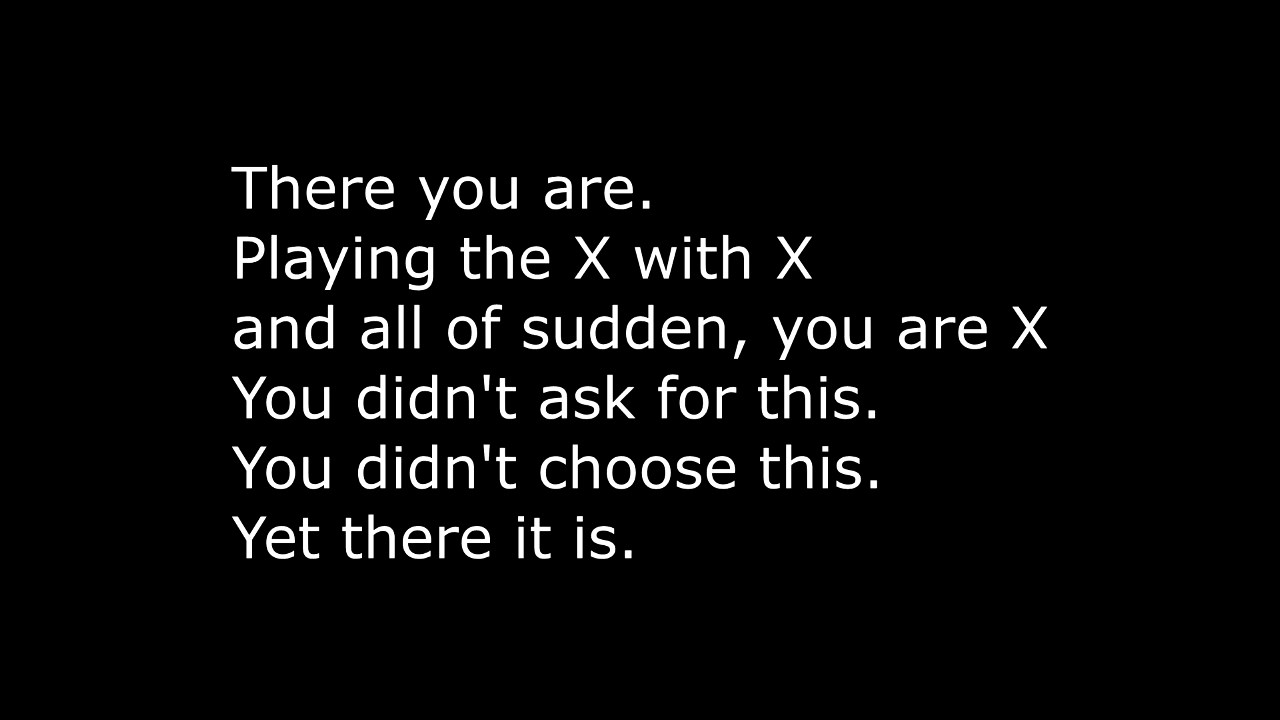 There you are.
Playing the X with X
and all of sudden, you are X
You didn't ask for this.
You didn't choose this.
Yet there it is.